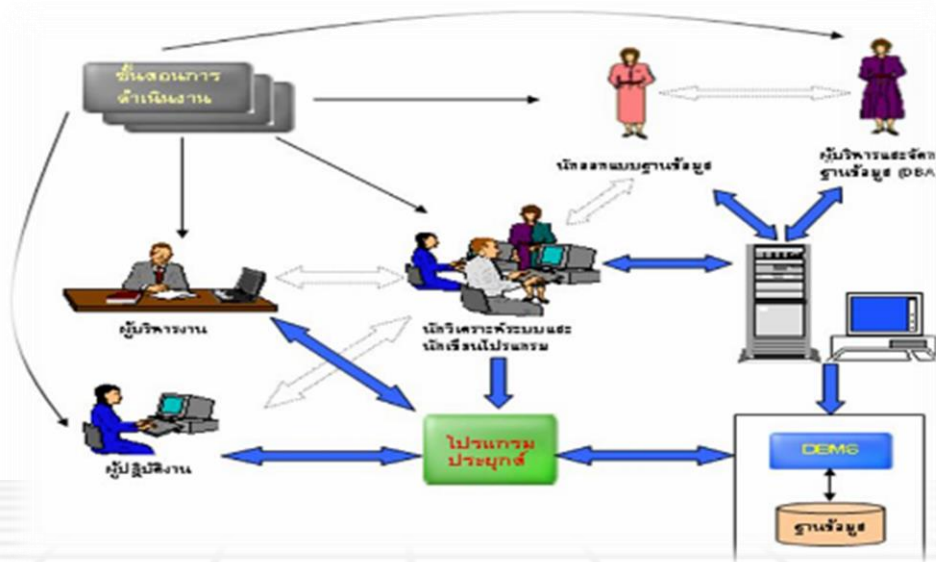 ขั้นตอนการ
ดำเนินงาน
นักออกแบบฐานข้อมูล
ผู้บริหารและจัดก
ฐานข้อมูล (DBA
ผู้บริหารงาน
นักวิเคราะห์ระบบและ
นักเขียนโปรแกรม
ผู้ปฏิบัติงาน
โปรแกรม
ประยุกต์
DBMS
ฐานข้อมูล